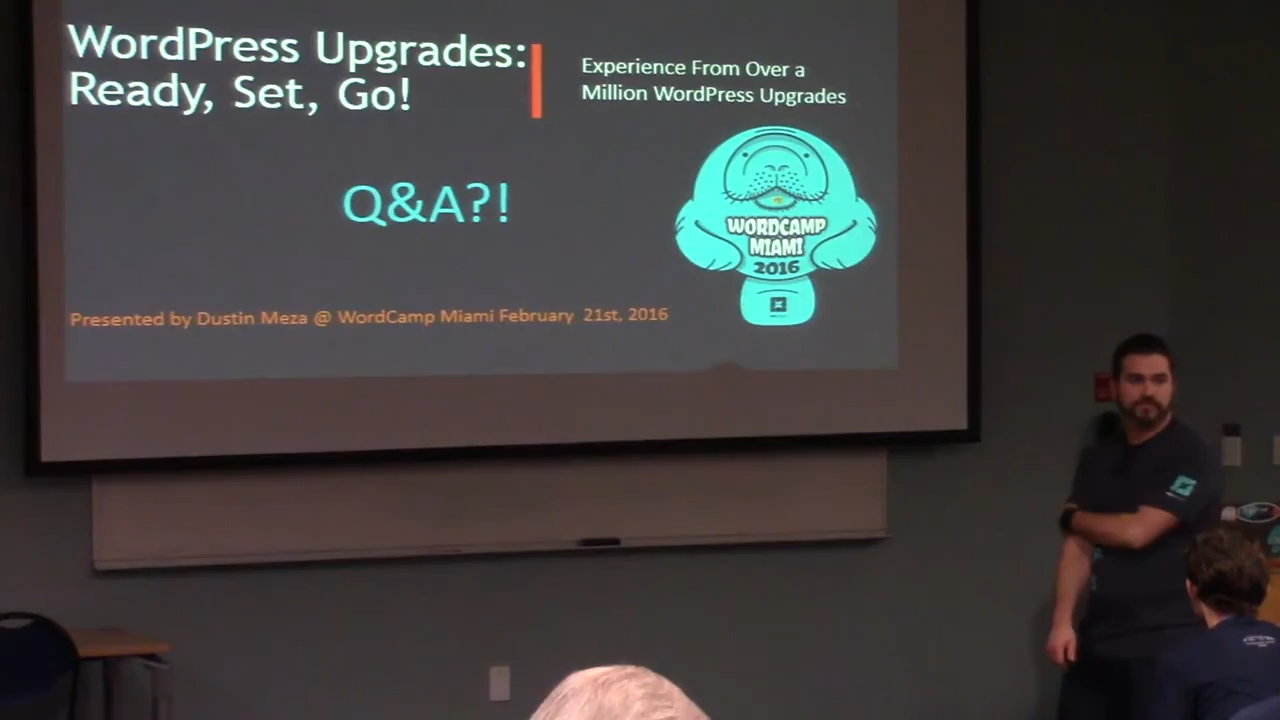 WordPress Upgrades:
Ready, Set, Go!
Experience From Over a
Million WordPress Upgrades
Q&A?!
WORDCAMP
MIAMI
2016
Presented by Dustin Meza @ WordCamp Miami February 21st, 2016